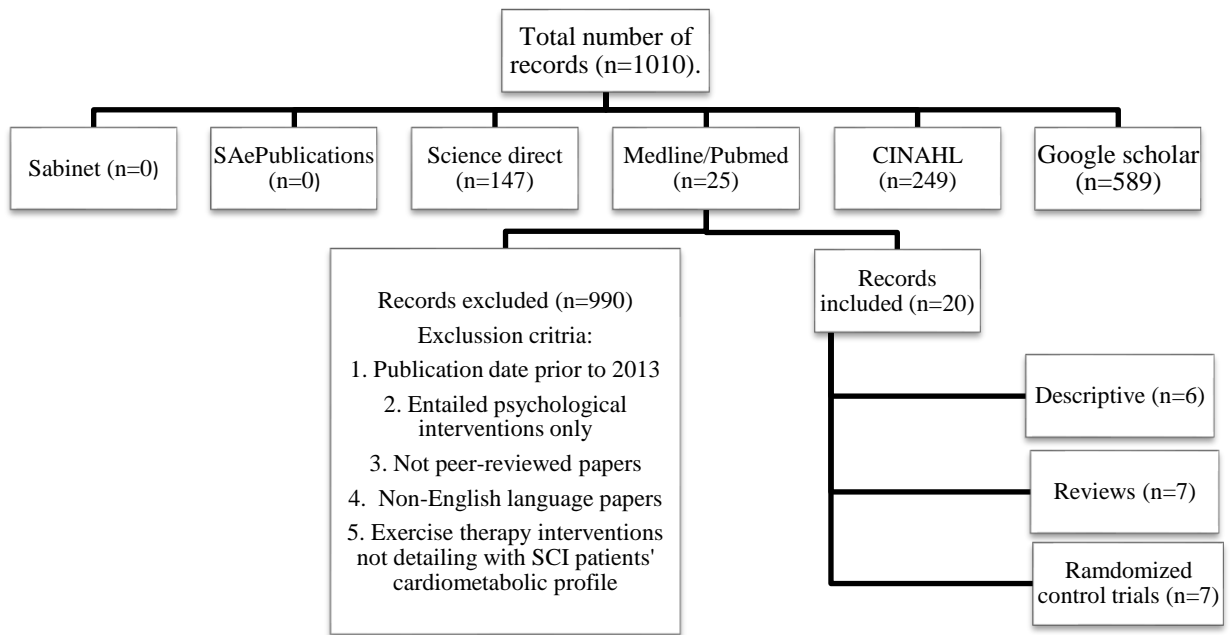 Total number of
records (n=1010).
Sabinet (n=0)
SAePublications
(n=0)
Science direct
(n=147)
Medline/Pubmed
(n=25)
CINAHL
(n=249)
Google scholar
(n=589)
Records excluded (n=990)
Exclussion critria:
1. Publication date prior to 2013
2. Entailed psychological
interventions only
3. Not peer-reviewed papers
4. Non-English language papers
5. Exercise therapy interventions
not detailing with SCI patients'
cardiometabolic profile
Records
included (n=20)
Descriptive (n=6)
Reviews (n=7)
Ramdomized
control trials (n=7)